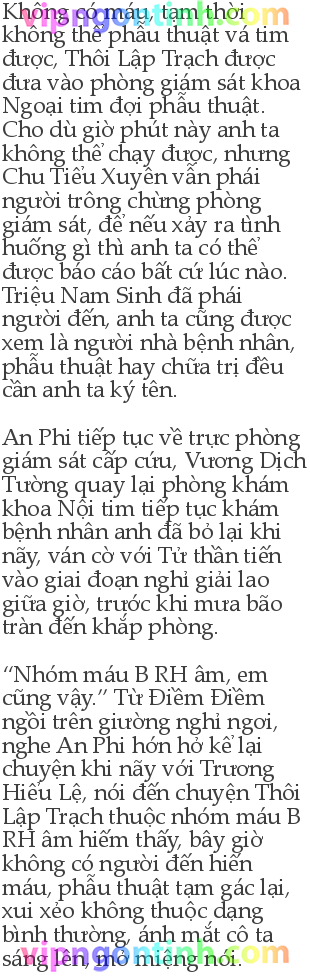 Không có máu, tạm thời
vipngontinh.com
không thể phẫu thuật vá tim
được, Thôi Lập Trạch được
đưa vào phòng giám sát khoa
Ngoại tim đợi phẫu thuật.
Cho dù giờ phút này anh ta
không thể chạy được, nhưng
Chu Tiểu Xuyên vẫn phái
người trông chừng phòng
giám sát, để nếu xảy ra tình
huống gì thì anh ta có thể
được báo cáo bất cứ lúc nào.
Triệu Nam Sinh đã phái
người đến, anh ta cũng được
xem là người nhà bệnh nhân,
phẫu thuật hay chữa trị đều
cần anh ta ký tên.
An Phi tiếp tục về trực phòng
giám sát cấp cứu, Vương Dịch
Tường quay lại phòng khám
khoa Nội tim tiếp tục khám
bệnh nhân anh đã bỏ lại khi
nãy, ván cờ với Tử thần tiến
vào giai đoạn nghỉ giải lao
giữa giờ, trước khi mưa bão
tràn đến khắp phòng.
“Nhóm máu B RH âm, em
cũng vậy.” Từ Điềm Điềm
ngồi trên giường nghỉ ngơi,
nghe An Phi hớn hở kể lại
chuyện khi nãy với Trương
Hiểu Lệ, nói đến chuyện Thôi
Lập Trạch thuộc nhóm máu B
RH âm hiếm thấy, bây giờ
không có người đến hiến
máu, phẫu thuật tạm gác lại,
xui xẻo không thuộc dạng
bình thường, ánh mắt cô ta
sáng lên, mở miệng nói.
vipngontinh.com